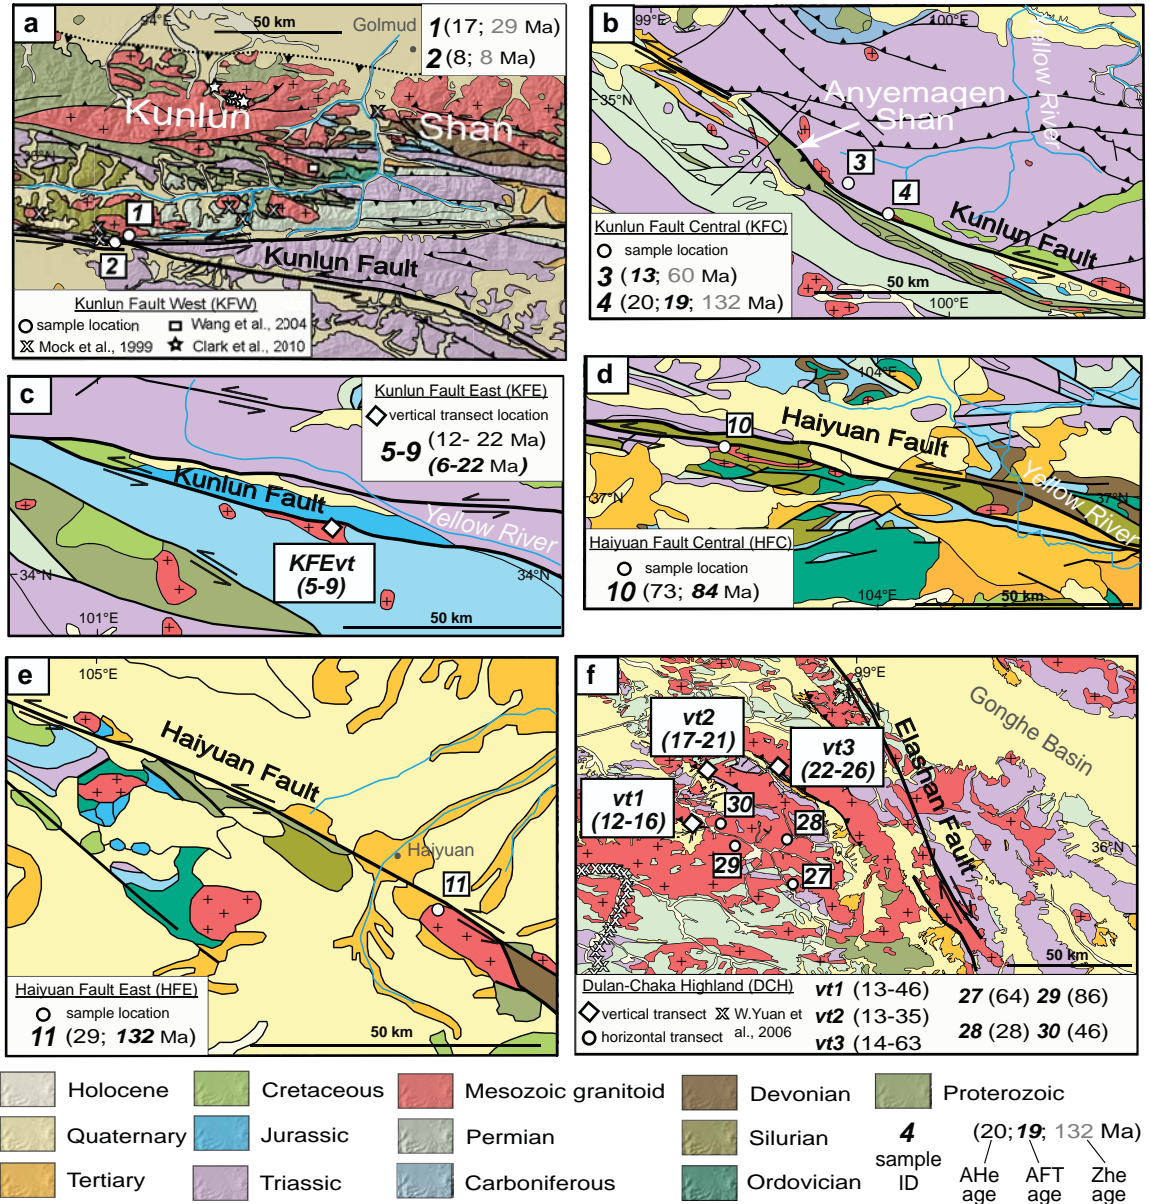 a
94°E
50 km
Golmud
1(17; 29 Ma)
2 (8; 8 Ma)
Kunlun
Shan
1
2
Kunlun Fault
Kunlun Fault West (KFW)
sample location
Wang et al., 2004
Mock et al., 1999
Clark et al., 2010
b
99°E
100°E
Yellow River
35°N
Anyemaqen
Shan
3
4
Kunlun Fault
Kunlun Fault Central (KFC)
sample location
3 (13; 60 Ma)
4 (20; 19; 132 Ma)
50 km
100°E
c
Kunlun Fault East (KFE)
vertical transect location
5-9 (12- 22 Ma)
(6-22 Ma)
Kunlun Fault
Yellow River
KFEvt
(5-9)
34°N
34°N
101°E
50 km
d
104°E
10
Haiyuan Fault
Yellow River
37°N
37°N
Haiyuan Fault Central (HFC)
sample location
10 (73; 84 Ma)
104°E
50 km
e
105°E
Haiyuan Fault
Haiyuan
11
Haiyuan Fault East (HFE)
sample location
11 (29; 132 Ma)
50 km
f
99°E
Gonghe Basin
vt2
(17-21)
vt3
(22-26)
Elashan Fault
vt1
(12-16)
30
28
29
27
36°N
50 km
Dulan-Chaka Highland (DCH)
vertical transect
W.Yuan et
al., 2006
horizontal transect
vt1 (13-46)
vt2 (13-35)
vt3 (14-63
27 (64) 29 (86)
28 (28) 30 (46)
Holocene
Cretaceous
Mesozoic granitoid
Devonian
Proterozoic
Quaternary
Jurassic
Permian
Silurian
4 (20; 19; 132 Ma)
Tertiary
Triassic
Carboniferous
Ordovician
sample
ID
AHe
age
AFT
age
Zhe
age